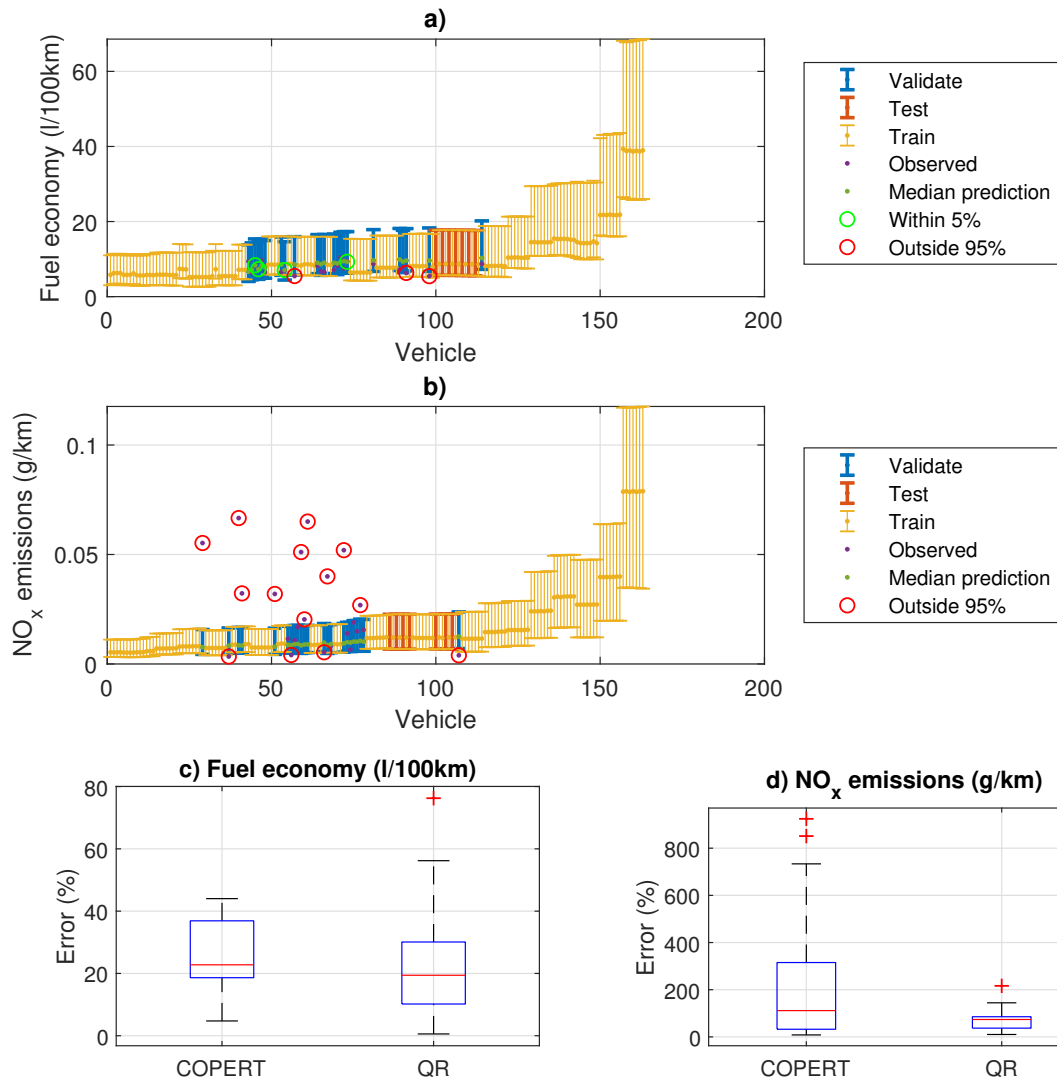 a)
Fuel economy (l/100km)
60
40
20
0
0 50 100 150 200
Vehicle
Validate
Test
Train
Observed
Median prediction
Within 5%
Outside 95%
b)
NOx emissions (g/km)
0.1
0.05
0
0 50 100 150 200
Vehicle
Validate
Test
Train
Observed
Median prediction
Outside 95%
c) Fuel economy (l/100km)
Error (%)
80
60
40
20
0
COPERT QR
d) NOx emissions (g/km)
Error (%)
800
600
400
200
0
COPERT QR